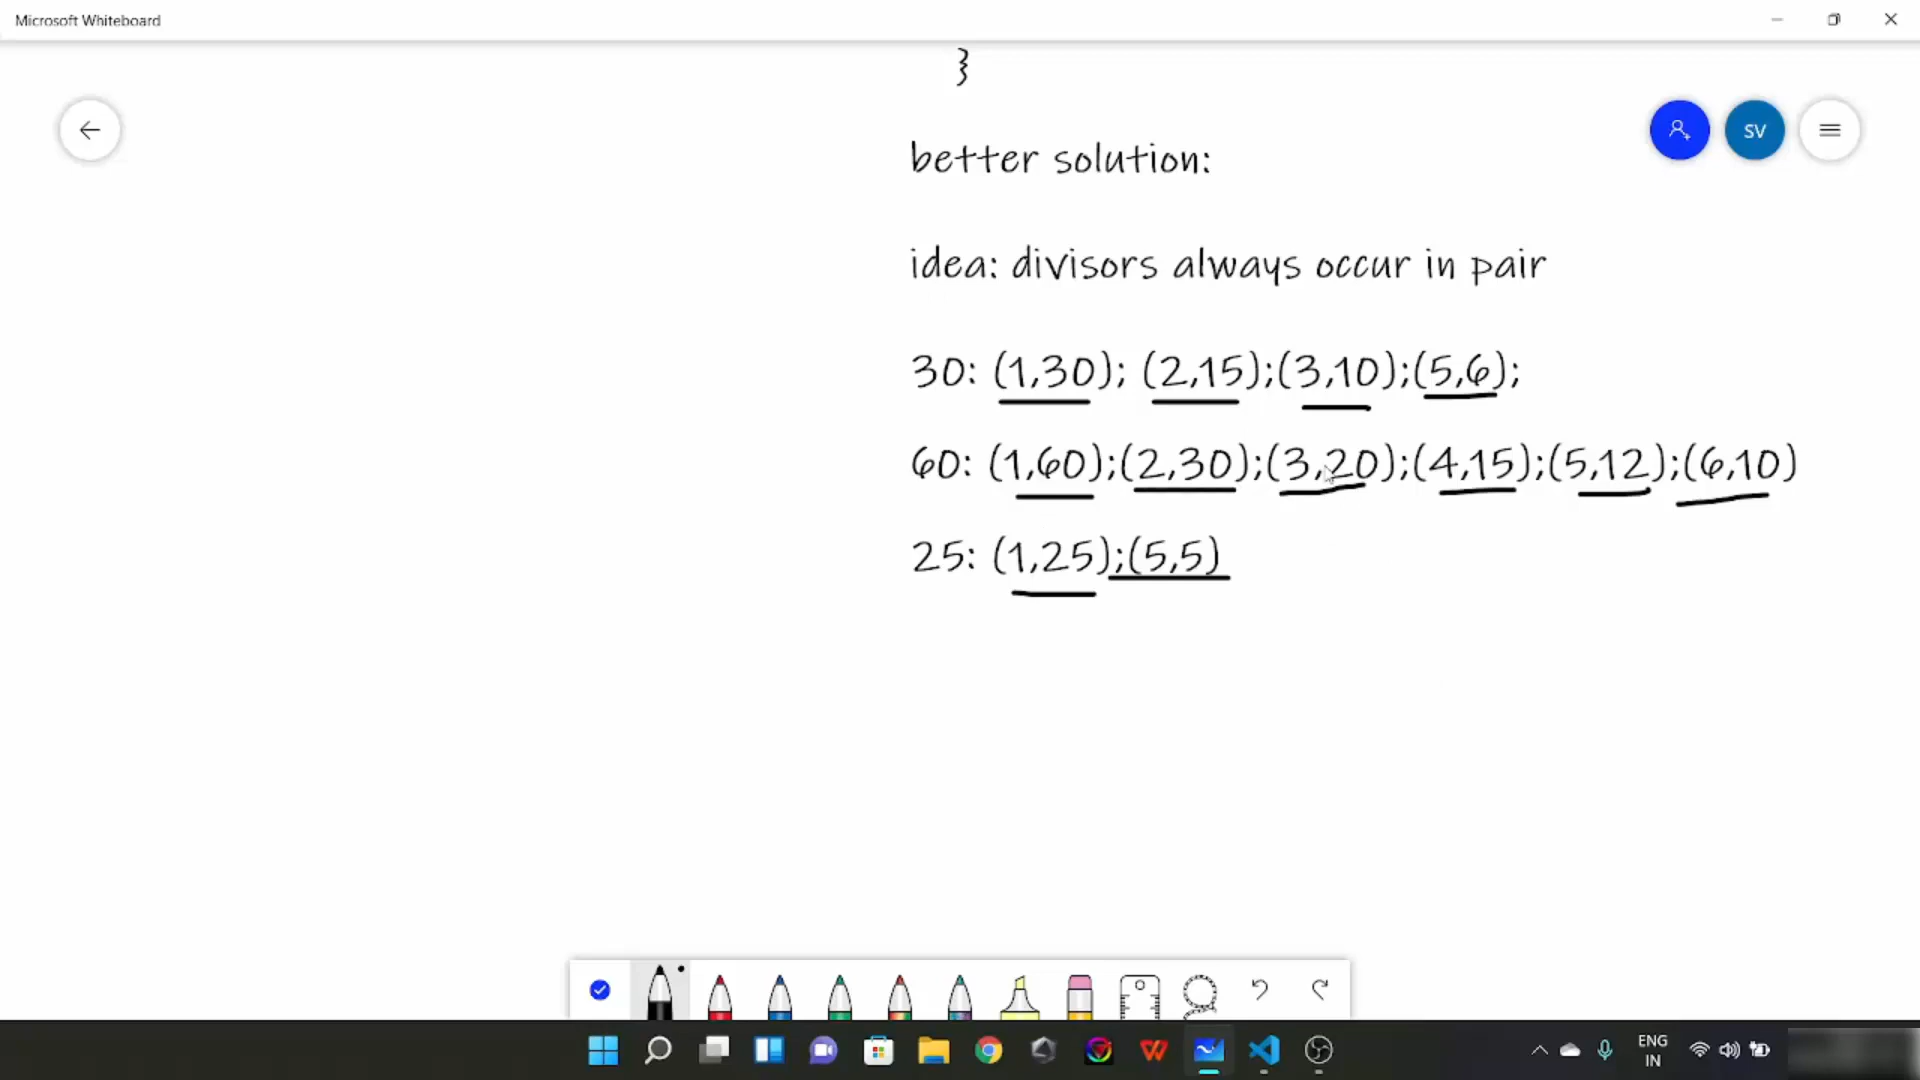 Microsoft Whiteboard
}
SV
better solution:
idea: divisors always occur in pair
30: (1,30); (2,15);(3,10);(5,6);
60: (1,60);(2,30);(3,20);(4,15);(5,12);(6,10)
25: (1,25);(5,5)
ENG
IN